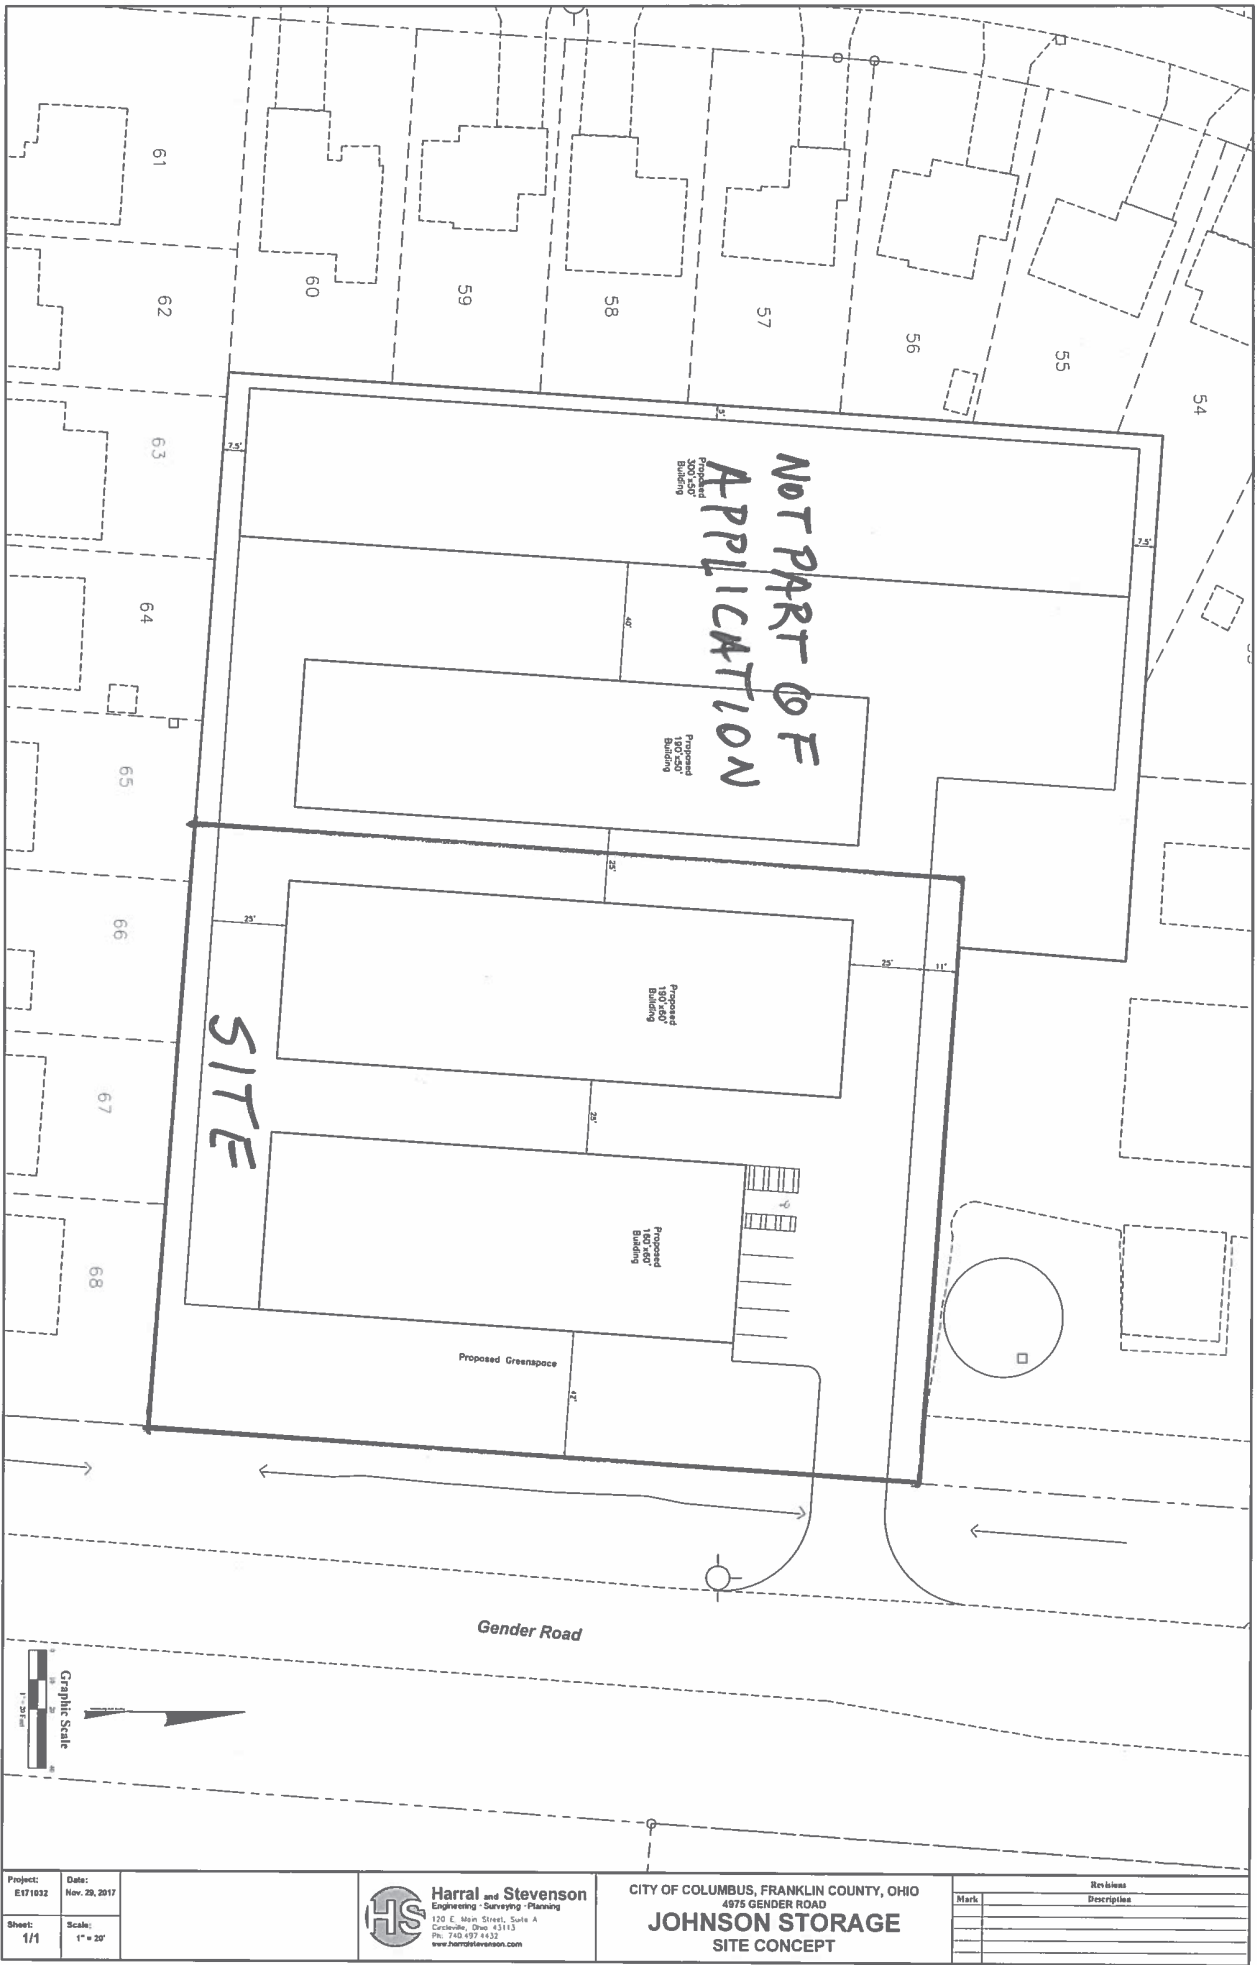 61
62
63
64
65
66
67
68
60
59
58
57
56
55
54
5'
7.5'
7.5'
Proposed
300'x50'
Building
NOT PART OF
APPLICATION
40'
Proposed
190'x50'
Building
25'
25'
25'
11'
Proposed
190'x60'
Building
SITE
25'
Proposed
160'x60'
Building
Proposed Greenspace
42'
Gender Road
Graphic Scale
1" = 20 Feet
Project:
E171032
Date:
Nov. 29, 2017
Sheet:
1/1
Scale:
1" = 20'
HS
Harral and Stevenson
Engineering - Surveying - Planning
120 E. Main Street, Suite A
Circleville, Ohio 43113
Ph: 740.497.4432
www.harralstevenson.com
CITY OF COLUMBUS, FRANKLIN COUNTY, OHIO
4975 GENDER ROAD
JOHNSON STORAGE
SITE CONCEPT
Revisions
Mark Description